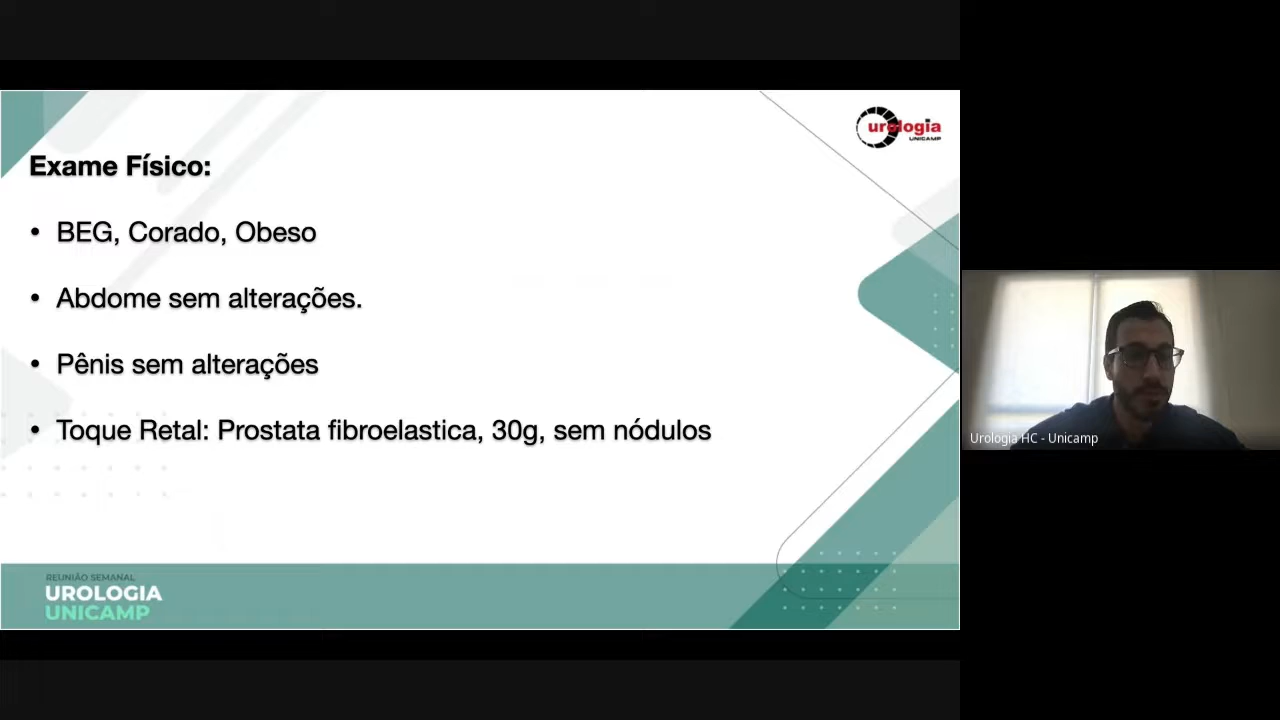 urologia
UNICAMP
Exame Físico:
• BEG, Corado, Obeso
• Abdome sem alterações.
• Pênis sem alterações
• Toque Retal: Prostata fibroelastica, 30g, sem nódulos
Urologia HC - Unicamp
REUNIÃO SEMANAL
UROLOGIA
UNICAMP